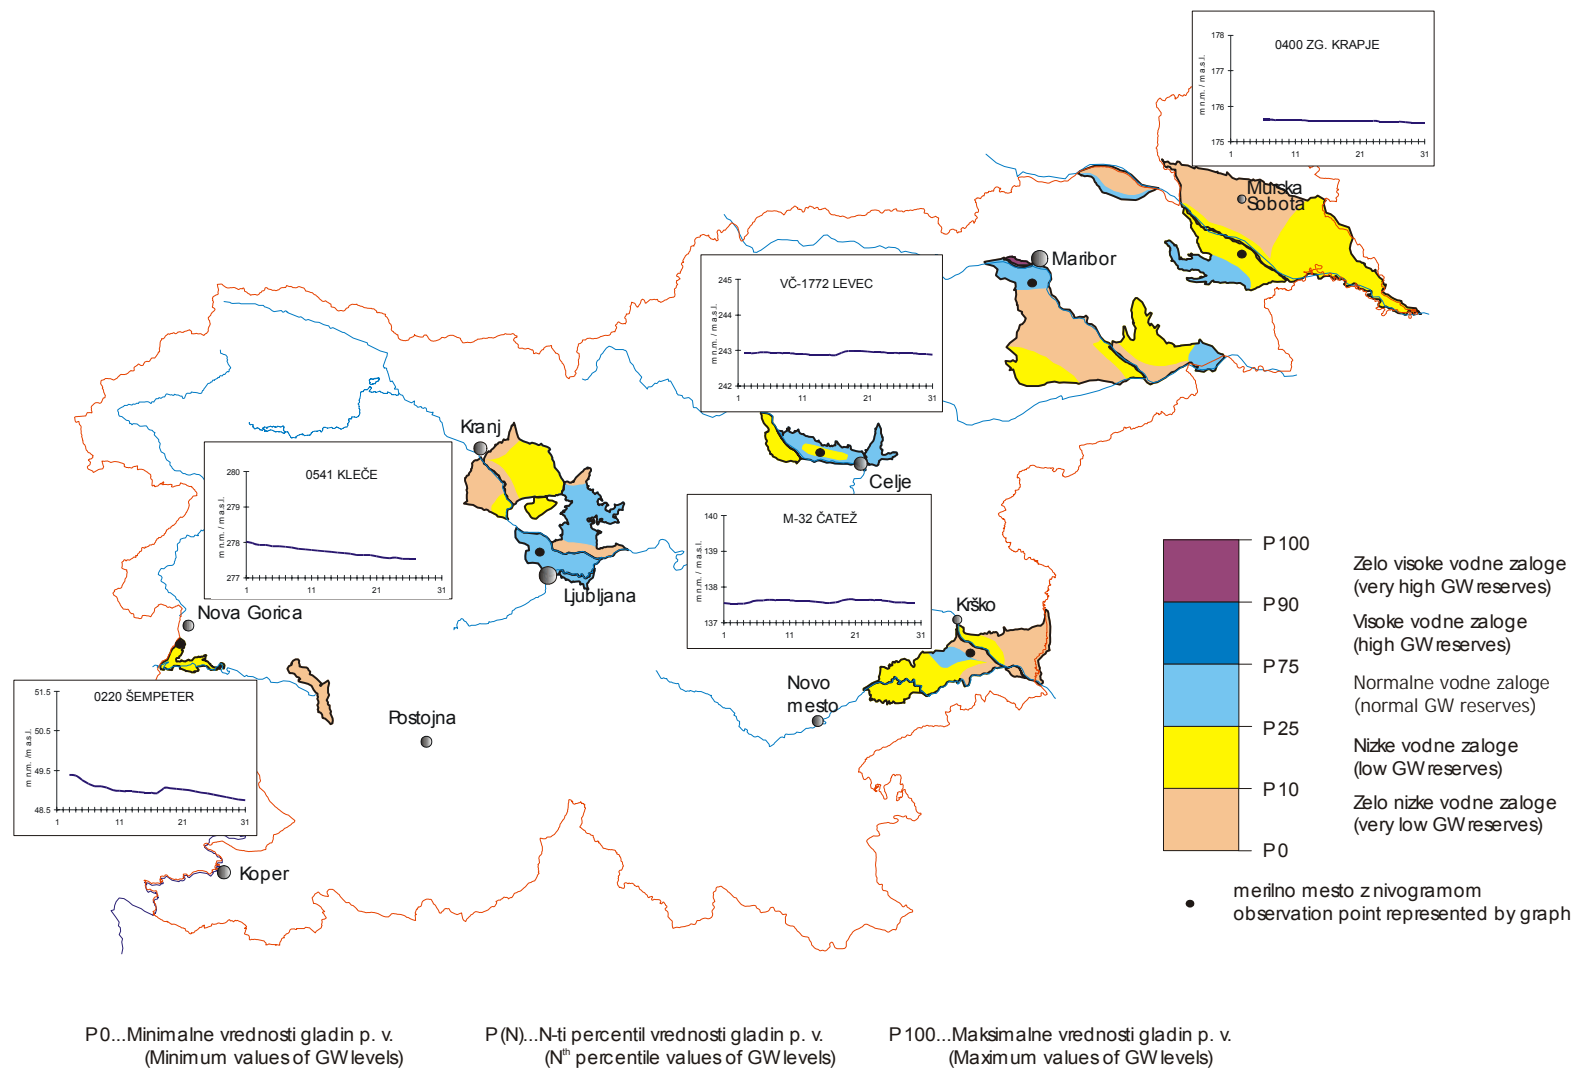 0400 ZG. KRAPJE
m n.m. / m a.s.l.
178
177
176
175
1 11 21 31
Murska
Sobota
Maribor
VČ-1772 LEVEC
m n.m. / m a.s.l.
245
244
243
242
1 11 21 31
Kranj
Celje
0541 KLEČE
m n.m. / m a.s.l.
280
279
278
277
1 11 21 31
M-32 ČATEŽ
m n.m. / m a.s.l.
140
139
138
137
1 11 21 31
Ljubljana
Nova Gorica
Krško
Novo
mesto
Postojna
0220 ŠEMPETER
m n.m. /m a.s.l.
51.5
50.5
49.5
48.5
1 11 21 31
Koper
P100
Zelo visoke vodne zaloge
(very high GW reserves)
P90
Visoke vodne zaloge
(high GW reserves)
P75
Normalne vodne zaloge
(normal GW reserves)
P25
Nizke vodne zaloge
(low GW reserves)
P10
Zelo nizke vodne zaloge
(very low GW reserves)
P0
merilno mesto z nivogramom
observation point represented by graph
P0...Minimalne vrednosti gladin p. v.
(Minimum values of GW levels)
P(N)...N-ti percentil vrednosti gladin p. v.
(Nth percentile values of GW levels)
P100...Maksimalne vrednosti gladin p. v.
(Maximum values of GW levels)